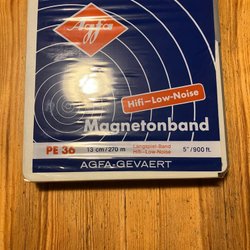 Agfa
Hifi-Low-Noise
Magnetonband
PE 36
13 cm/270 m
Langspiel-Band
Hifi-Low-Noise
5"/900 ft.
AGFA-GEVAERT